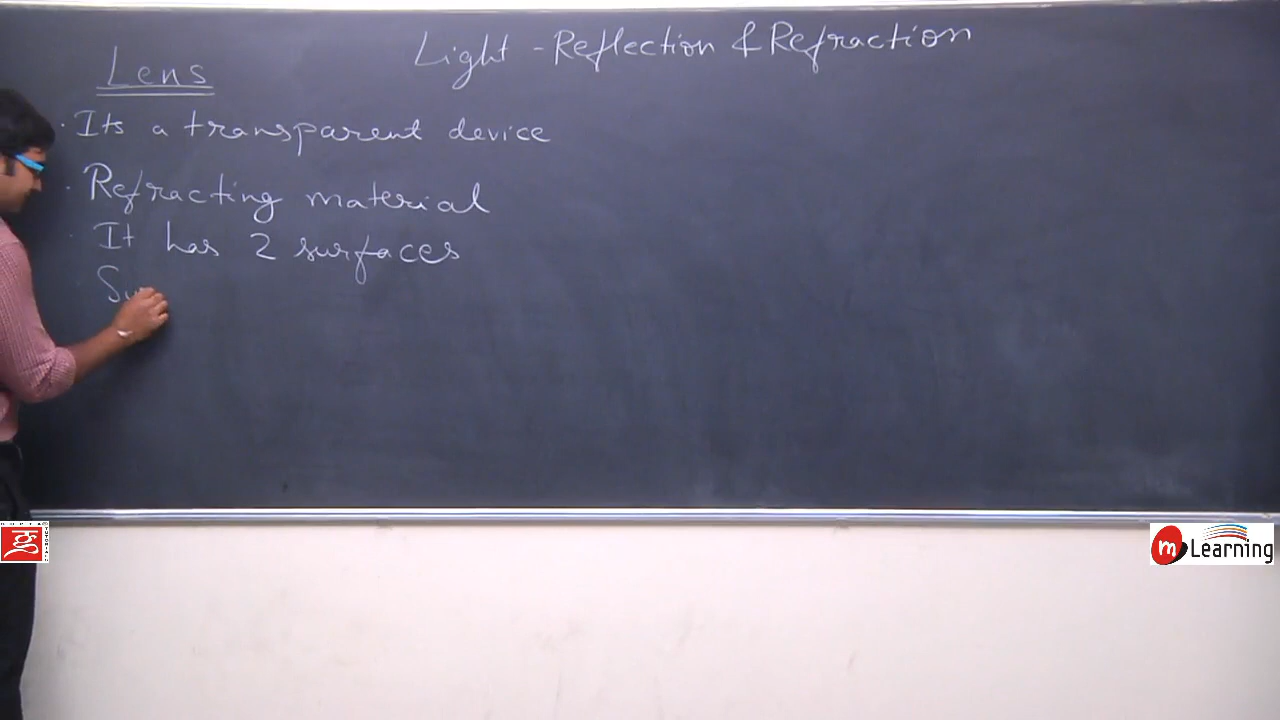 Light - Reflection & Refraction
Lens
· Its a transparent device
· Refracting material
· It has 2 surfaces
m Learning